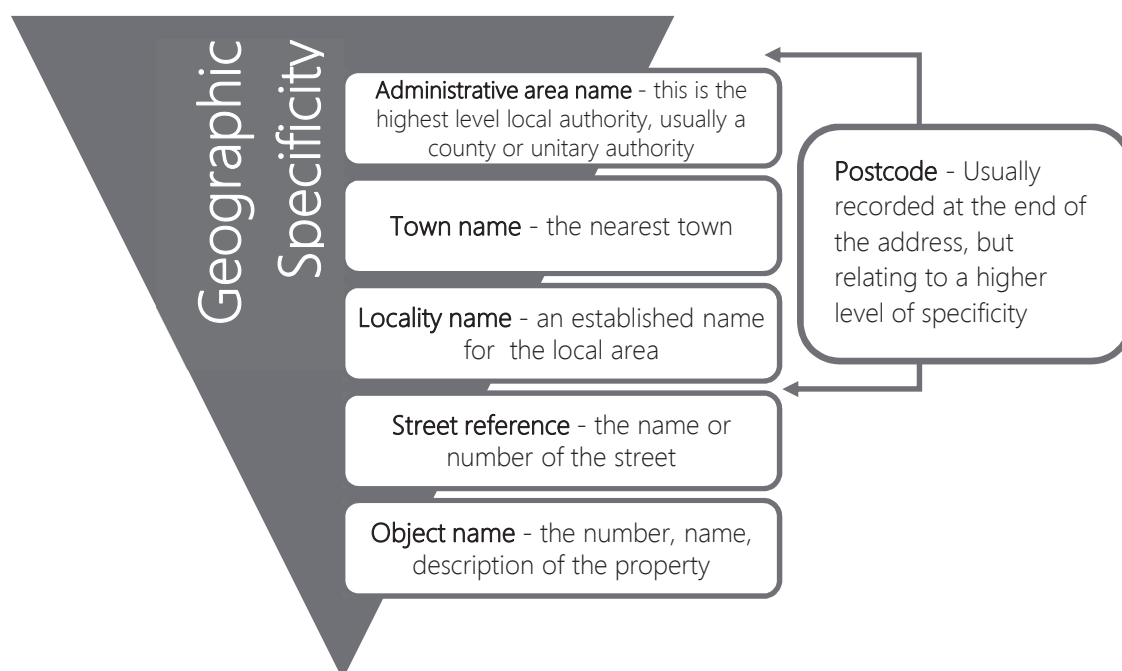 Geographic
Specificity
Administrative area name - this is the
highest level local authority, usually a
county or unitary authority
Town name - the nearest town
Locality name - an established name
for the local area
Street reference - the name or
number of the street
Object name - the number, name,
description of the property
Postcode - Usually
recorded at the end of
the address, but
relating to a higher
level of specificity